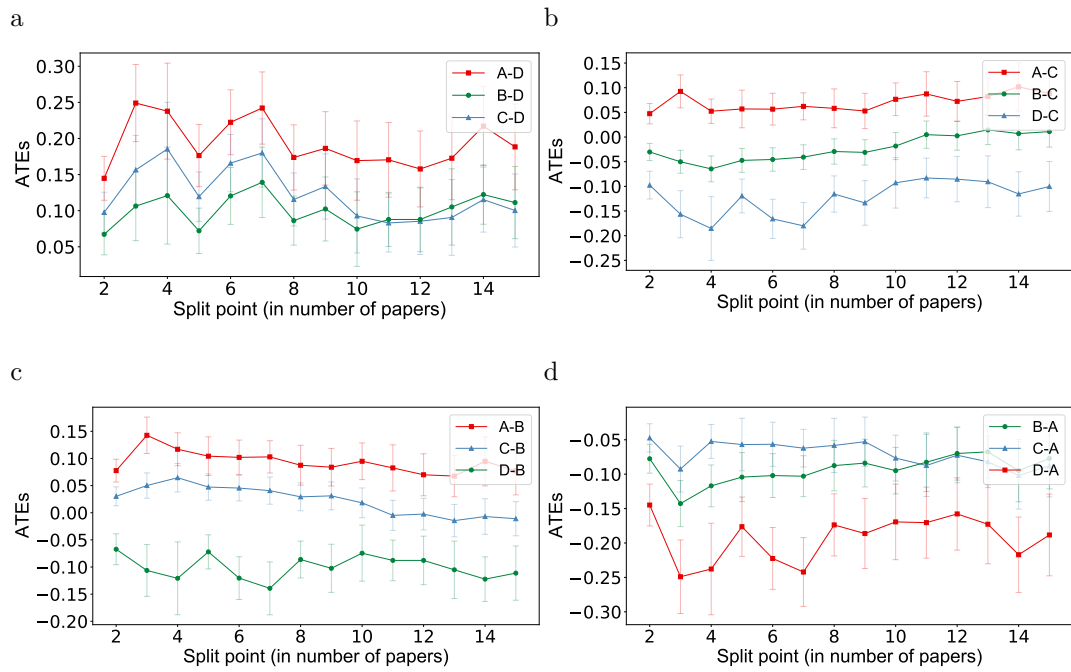 a
0.30
0.25
0.20
0.15
0.10
0.05
ATEs
A-D
B-D
C-D
2 4 6 8 10 12 14
Split point (in number of papers)
b
0.15
0.10
0.05
0.00
−0.05
−0.10
−0.15
−0.20
−0.25
ATEs
A-C
B-C
D-C
2 4 6 8 10 12 14
Split point (in number of papers)
c
0.15
0.10
0.05
0.00
−0.05
−0.10
−0.15
−0.20
ATEs
A-B
C-B
D-B
2 4 6 8 10 12 14
Split point (in number of papers)
d
−0.05
−0.10
−0.15
−0.20
−0.25
−0.30
ATEs
B-A
C-A
D-A
2 4 6 8 10 12 14
Split point (in number of papers)